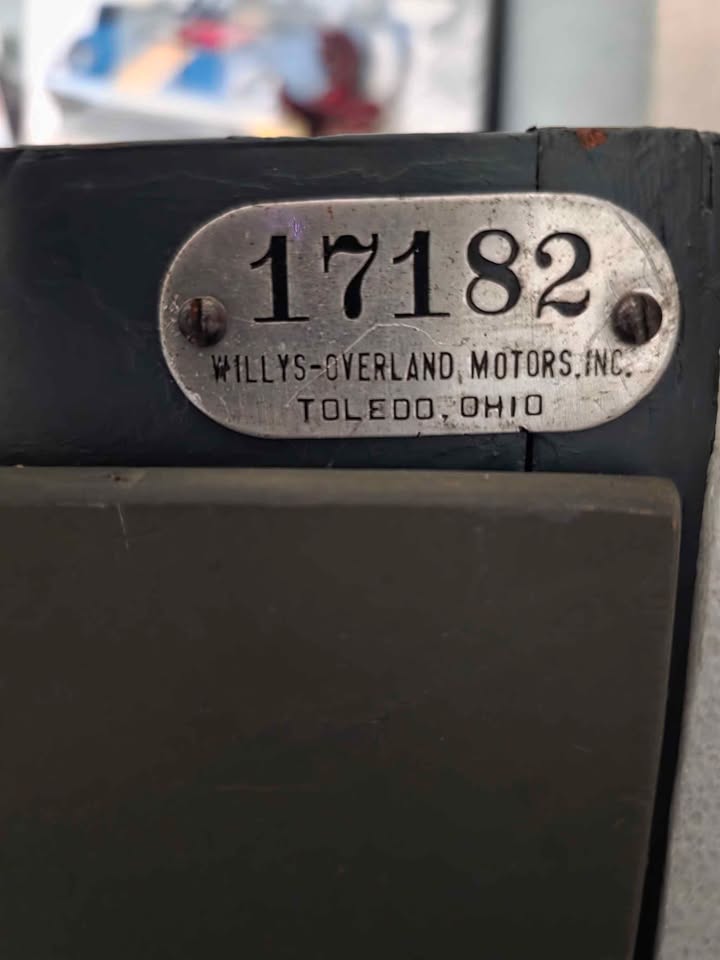 17182
WILLYS-OVERLAND MOTORS, INC.
TOLEDO, OHIO